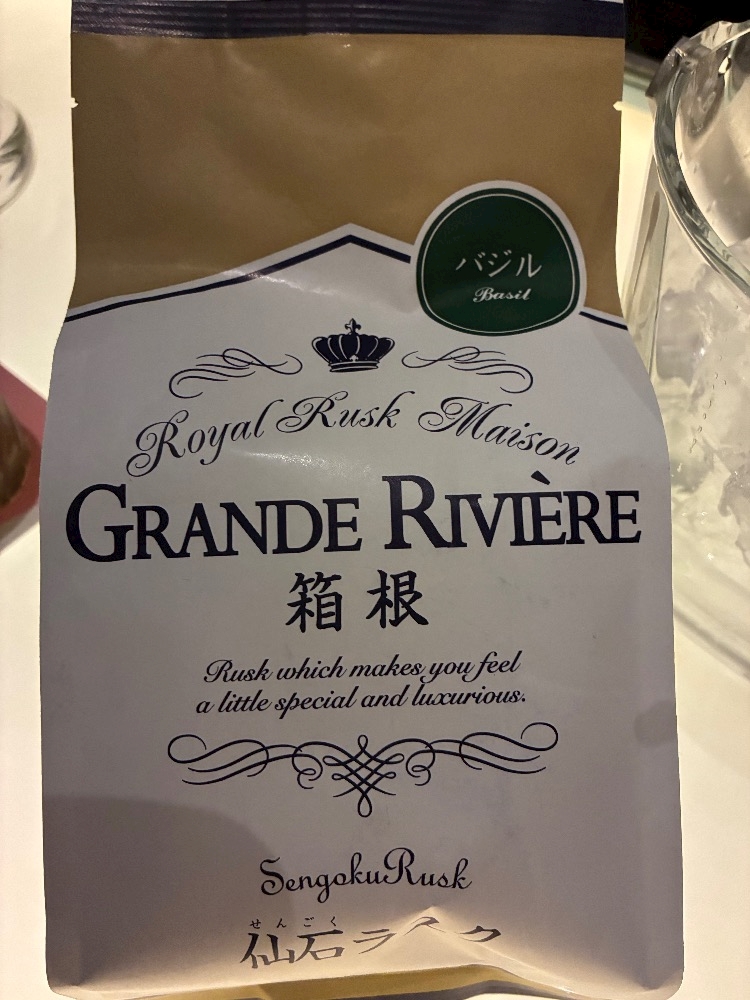 バジル
Basil
Royal Rusk Maison
GRANDE RIVIÈRE
箱根
Rusk which makes you feel
a little special and luxurious.
SengokuRusk
せんごく
仙石ラスク